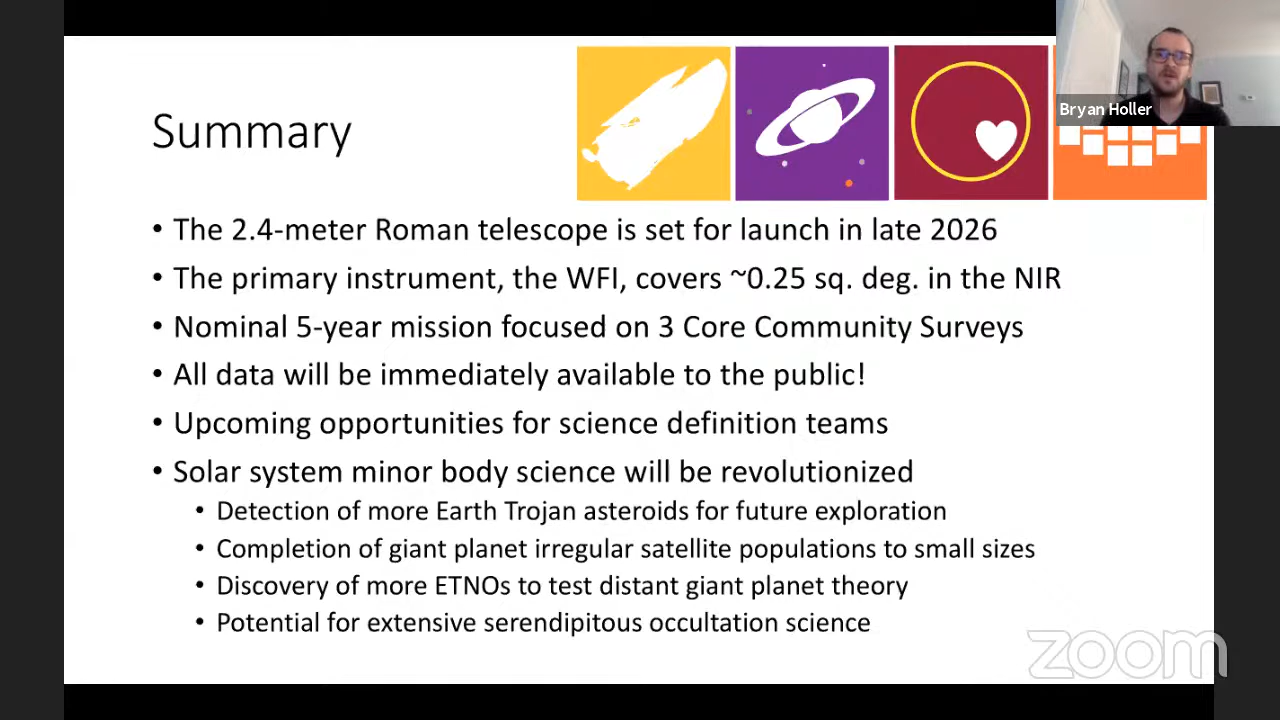 Bryan Holler
Summary
• The 2.4-meter Roman telescope is set for launch in late 2026
• The primary instrument, the WFI, covers ~0.25 sq. deg. in the NIR
• Nominal 5-year mission focused on 3 Core Community Surveys
• All data will be immediately available to the public!
• Upcoming opportunities for science definition teams
• Solar system minor body science will be revolutionized
• Detection of more Earth Trojan asteroids for future exploration
• Completion of giant planet irregular satellite populations to small sizes
• Discovery of more ETNOs to test distant giant planet theory
• Potential for extensive serendipitous occultation science
zoom